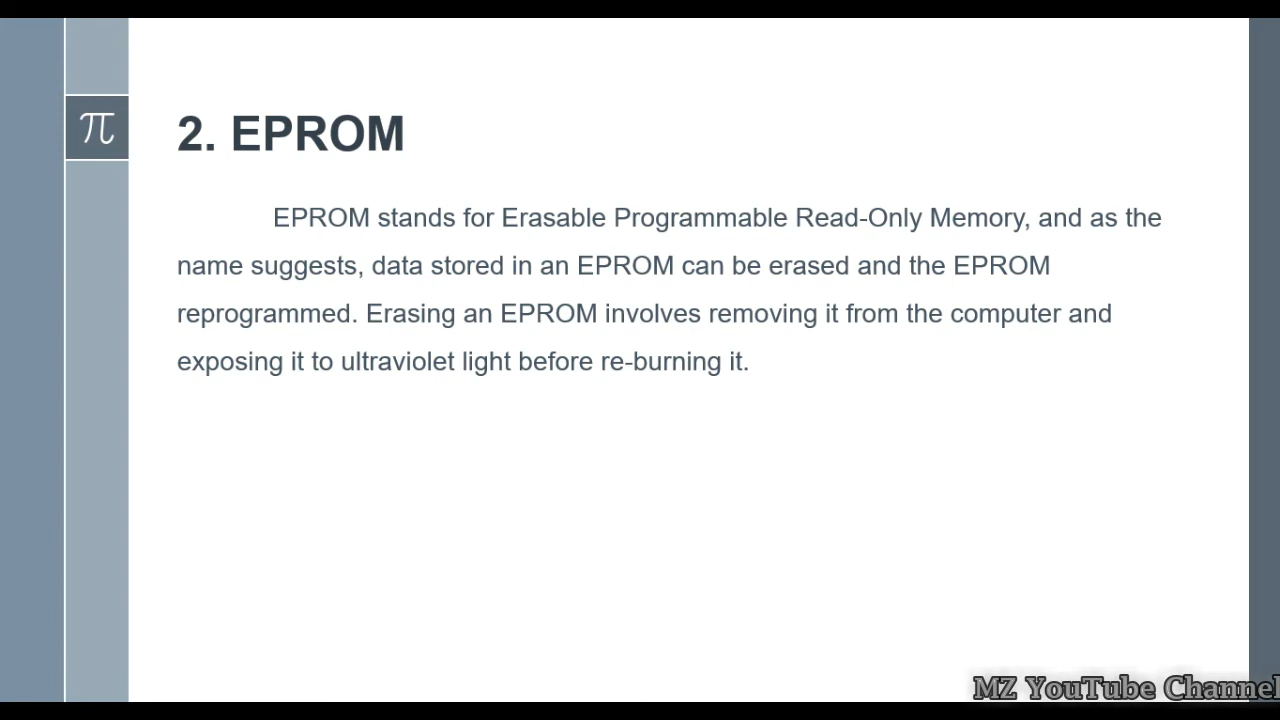 π
2. EPROM
EPROM stands for Erasable Programmable Read-Only Memory, and as the
name suggests, data stored in an EPROM can be erased and the EPROM
reprogrammed. Erasing an EPROM involves removing it from the computer and
exposing it to ultraviolet light before re-burning it.
MZ YouTube Channel